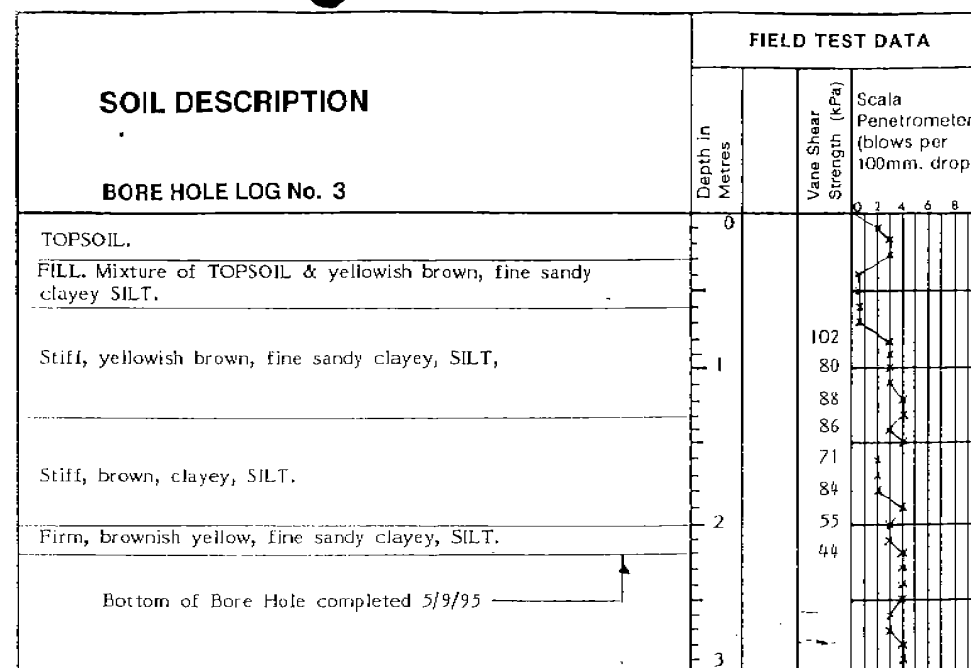 FIELD TEST DATA
SOIL DESCRIPTION
BORE HOLE LOG No. 3
Depth in
Metres
Vane Shear
Strength (kPa)
Scala
Penetrometer
(blows per
100mm. drop
0 2 4 6 8
0
TOPSOIL.
FILL. Mixture of TOPSOIL & yellowish brown, fine sandy
clayey SILT.
102
Stiff, yellowish brown, fine sandy clayey, SILT,
1 80
88
86
71
Stiff, brown, clayey, SILT.
84
2 55
Firm, brownish yellow, fine sandy clayey, SILT.
44
Bottom of Bore Hole completed 5/9/95
3